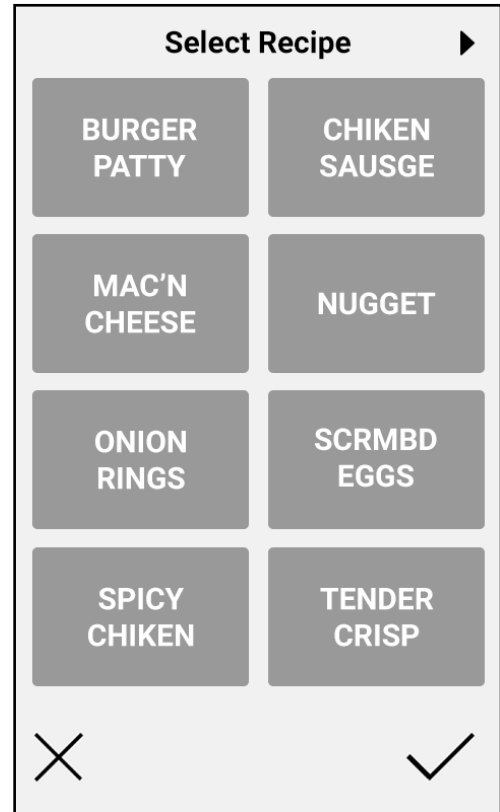 Select Recipe
BURGER
PATTY
CHIKEN
SAUSGE
MAC’N
CHEESE
NUGGET
ONION
RINGS
SCRMBD
EGGS
SPICY
CHIKEN
TENDER
CRISP